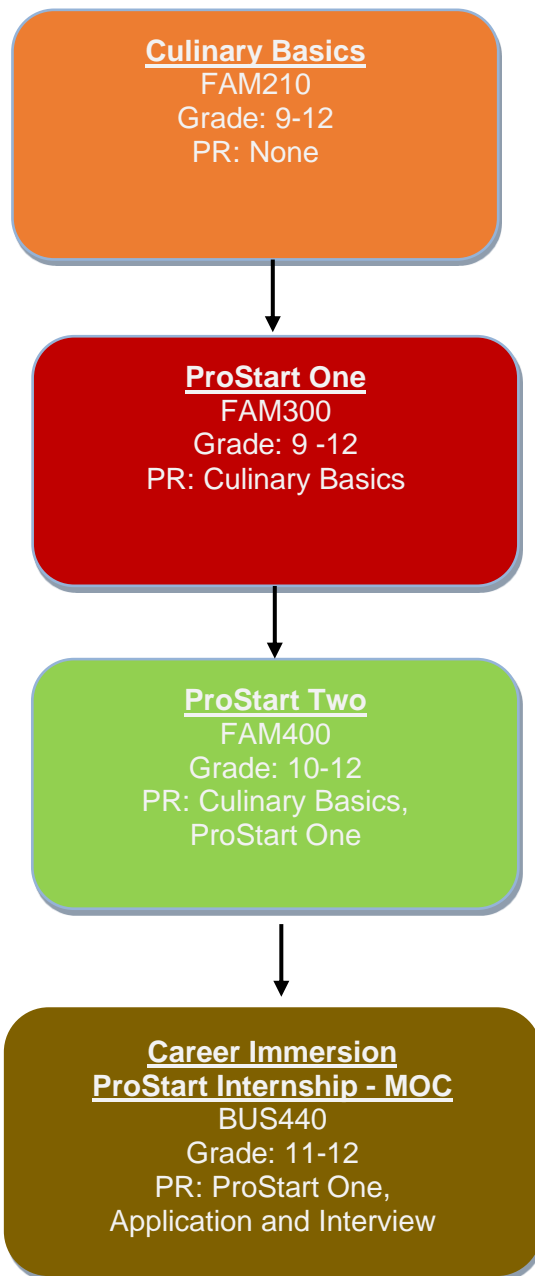 Culinary Basics
FAM210
Grade: 9-12
PR: None
ProStart One
FAM300
Grade: 9 -12
PR: Culinary Basics
ProStart Two
FAM400
Grade: 10-12
PR: Culinary Basics,
ProStart One
Career Immersion
ProStart Internship - MOC
BUS440
Grade: 11-12
PR: ProStart One,
Application and Interview